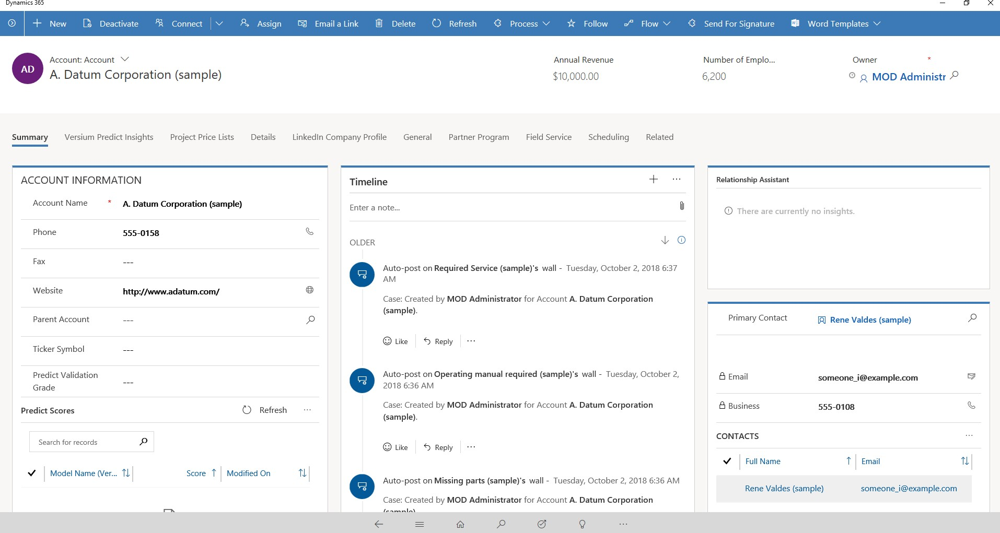 Dynamics 365
New Deactivate Connect Assign Email a Link Delete Refresh Process Follow Flow Send For Signature Word Templates
AD
Account: Account
A. Datum Corporation (sample)
Annual Revenue
$10,000.00
Number of Emplo...
6,200
Owner *
MOD Administr
Summary Versium Predict Insights Project Price Lists Details LinkedIn Company Profile General Partner Program Field Service Scheduling Related
ACCOUNT INFORMATION
Account Name * A. Datum Corporation (sample)
Phone 555-0158
Fax ---
Website http://www.adatum.com/
Parent Account ---
Ticker Symbol ---
Predict Validation
Grade ---
Predict Scores Refresh ...
Search for records
Model Name (Ver... Score Modified On
Timeline ...
Enter a note...
OLDER
Auto-post on Required Service (sample)'s wall - Tuesday, October 2, 2018 6:37
AM
Case: Created by MOD Administrator for Account A. Datum Corporation
(sample).
Like Reply ...
Auto-post on Operating manual required (sample)'s wall - Tuesday, October 2,
2018 6:36 AM
Case: Created by MOD Administrator for Account A. Datum Corporation
(sample).
Like Reply ...
Auto-post on Missing parts (sample)'s wall - Tuesday, October 2, 2018 6:36 AM
Case: Created by MOD Administrator for Account A. Datum Corporation
(sample)
Relationship Assistant
There are currently no insights.
Primary Contact Rene Valdes (sample)
Email someone_i@example.com
Business 555-0108
CONTACTS ...
Full Name Email
Rene Valdes (sample) someone_i@example.com
...